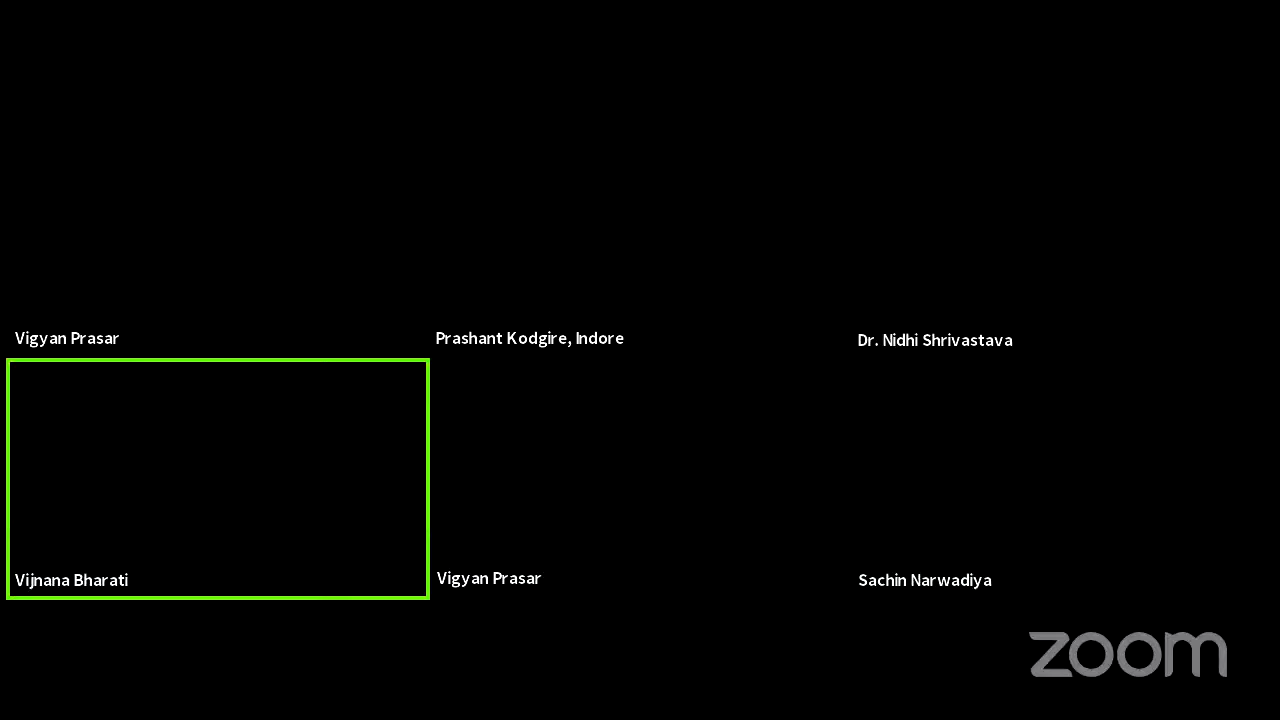 Vigyan Prasar
Prashant Kodgire, Indore
Dr. Nidhi Shrivastava
Vijnana Bharati
Vigyan Prasar
Sachin Narwadiya
zoom